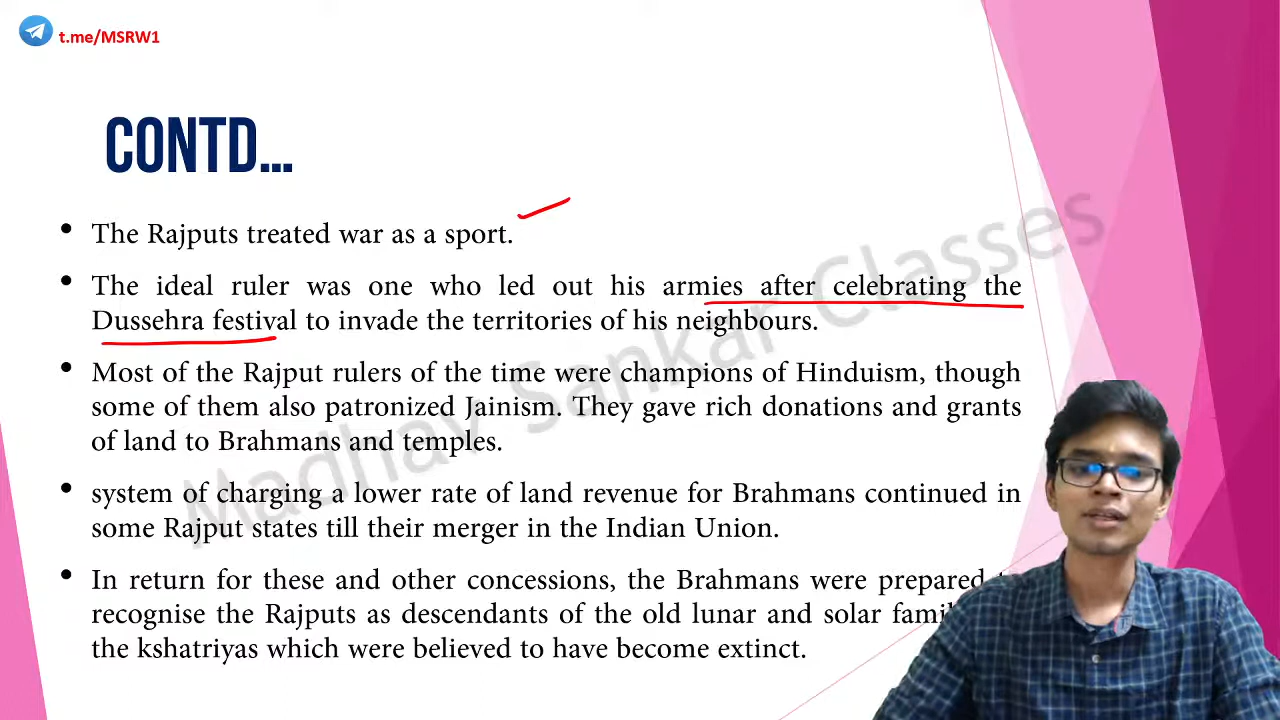 t.me/MSRW1
CONTD...
• The Rajputs treated war as a sport.
• The ideal ruler was one who led out his armies after celebrating the
Dussehra festival to invade the territories of his neighbours.
• Most of the Rajput rulers of the time were champions of Hinduism, though
some of them also patronized Jainism. They gave rich donations and grants
of land to Brahmans and temples.
• system of charging a lower rate of land revenue for Brahmans continued in
some Rajput states till their merger in the Indian Union.
• In return for these and other concessions, the Brahmans were prepared
recognise the Rajputs as descendants of the old lunar and solar
the kshatriyas which were believed to have become extinct.
Madhav Sankar Classes